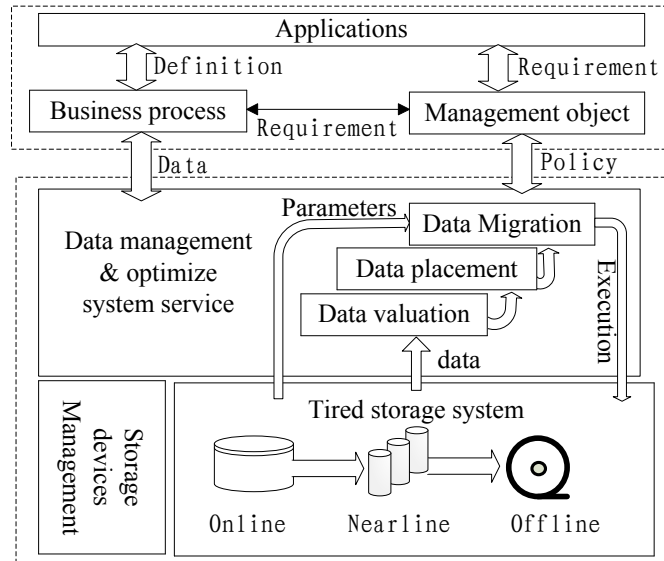 Applications
Definition
Requirement
Business process
Requirement
Management object
Data
Policy
Parameters
Data Migration
Data management
& optimize
system service
Data placement
Data valuation
Execution
data
Storage
devices
Management
Tired storage system
Online
Nearline
Offline